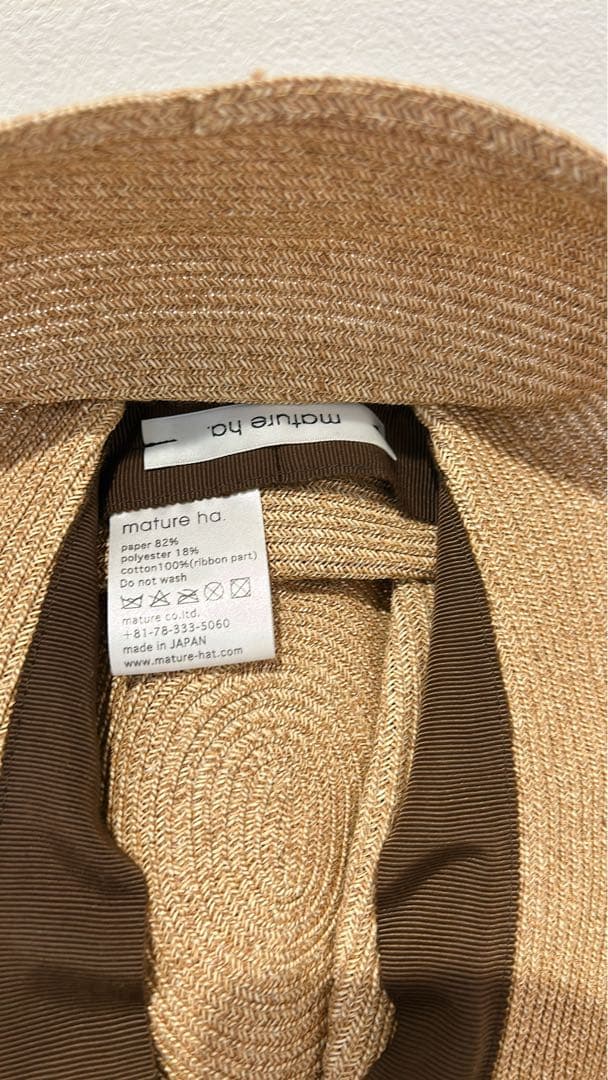 mature ha.
mature ha.
paper 82%
polyester 18%
cotton100%(ribbon part)
Do not wash
mature co.ltd.
+81-78-333-5060
made in JAPAN
www.mature-hat.com